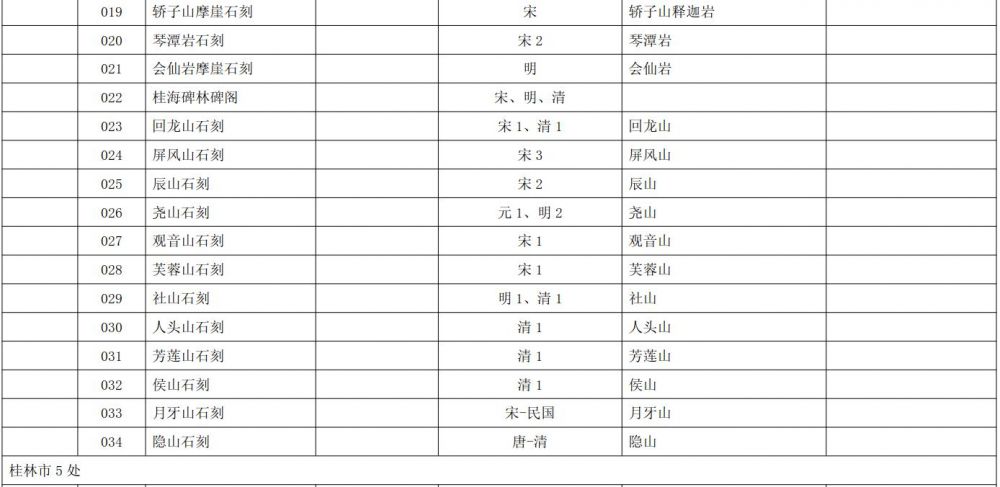 019 轿子山摩崖石刻 宋 轿子山释迦岩
020 琴潭岩石刻 宋 2 琴潭岩
021 会仙岩摩崖石刻 明 会仙岩
022 桂海碑林碑阁 宋、明、清
023 回龙山石刻 宋 1、清 1 回龙山
024 屏风山石刻 宋 3 屏风山
025 辰山石刻 宋 2 辰山
026 尧山石刻 元 1、明 2 尧山
027 观音山石刻 宋 1 观音山
028 芙蓉山石刻 宋 1 芙蓉山
029 社山石刻 明 1、清 1 社山
030 人头山石刻 清 1 人头山
031 芳莲山石刻 清 1 芳莲山
032 侯山石刻 清 1 侯山
033 月牙山石刻 宋-民国 月牙山
034 隐山石刻 唐-清 隐山
桂林市 5 处